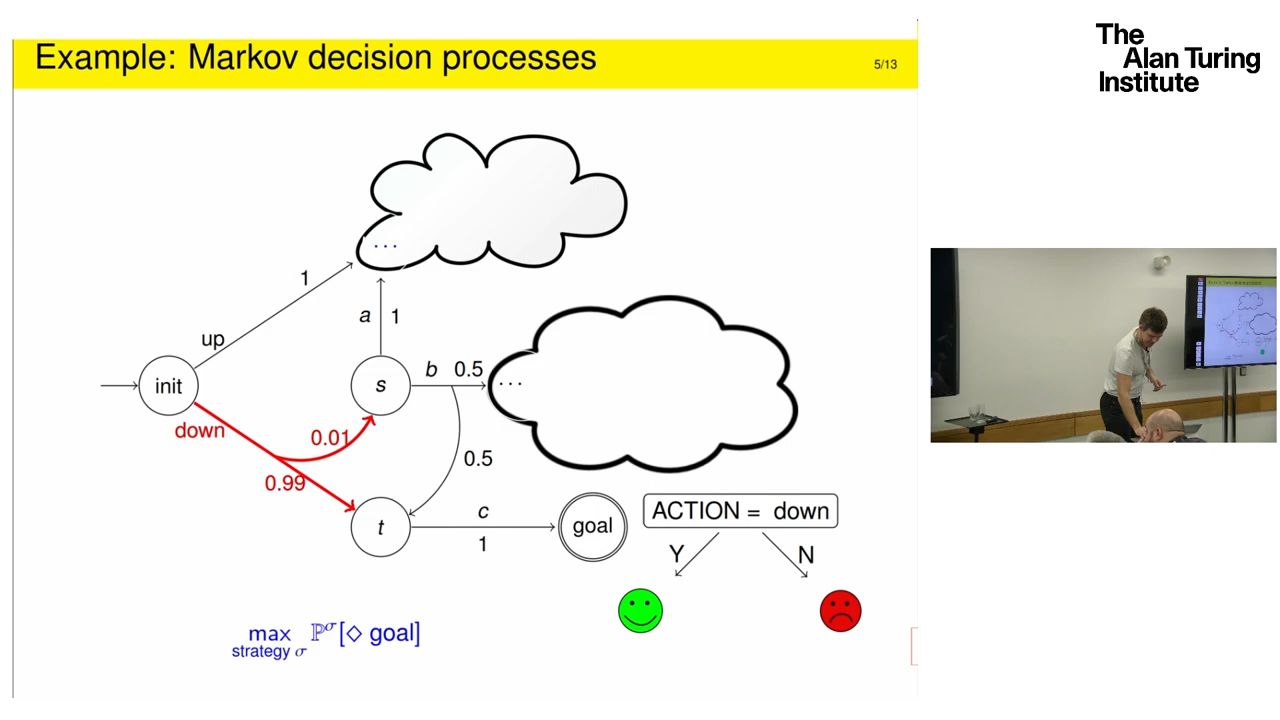 Example: Markov decision processes
5/13
The
Alan Turing
Institute
...
1
up
a 1
init
s
b 0.5
...
down
0.01
0.99
0.5
t
c
1
goal
ACTION = down
Y
N
max ℙσ[◇ goal]
strategy σ